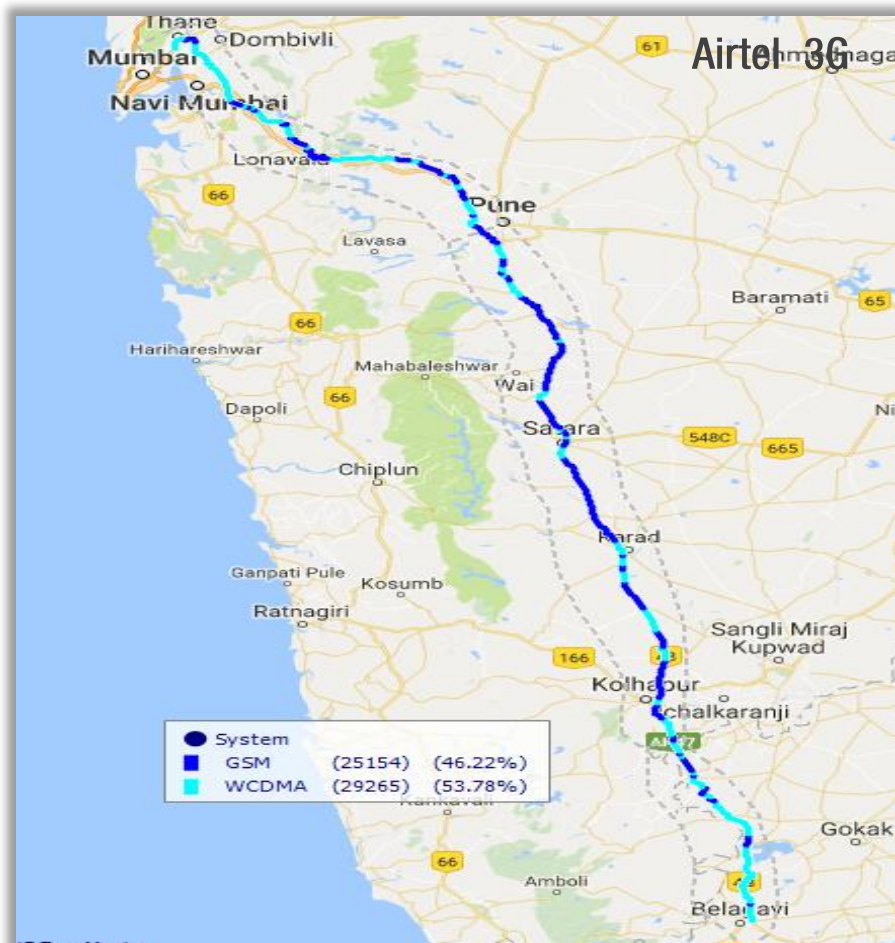 Thane
Dombivli
Mumbai
Navi Mumbai
Airtel 3G
61
Lonavala
66
Pune
Lavasa
Baramati
65
66
Harihareshwar
Mahabaleshwar
Wai
66
Dapoli
Satara
548C
665
Chiplun
Karad
Ganpati Pule
Kosumb
Ratnagiri
Sangli Miraj
Kupwad
166
Kolhapur
Ichalkaranji
System
GSM (25154) (46.22%)
WCDMA (29265) (53.78%)
Kankavali
Gokak
66
Amboli
Belagavi